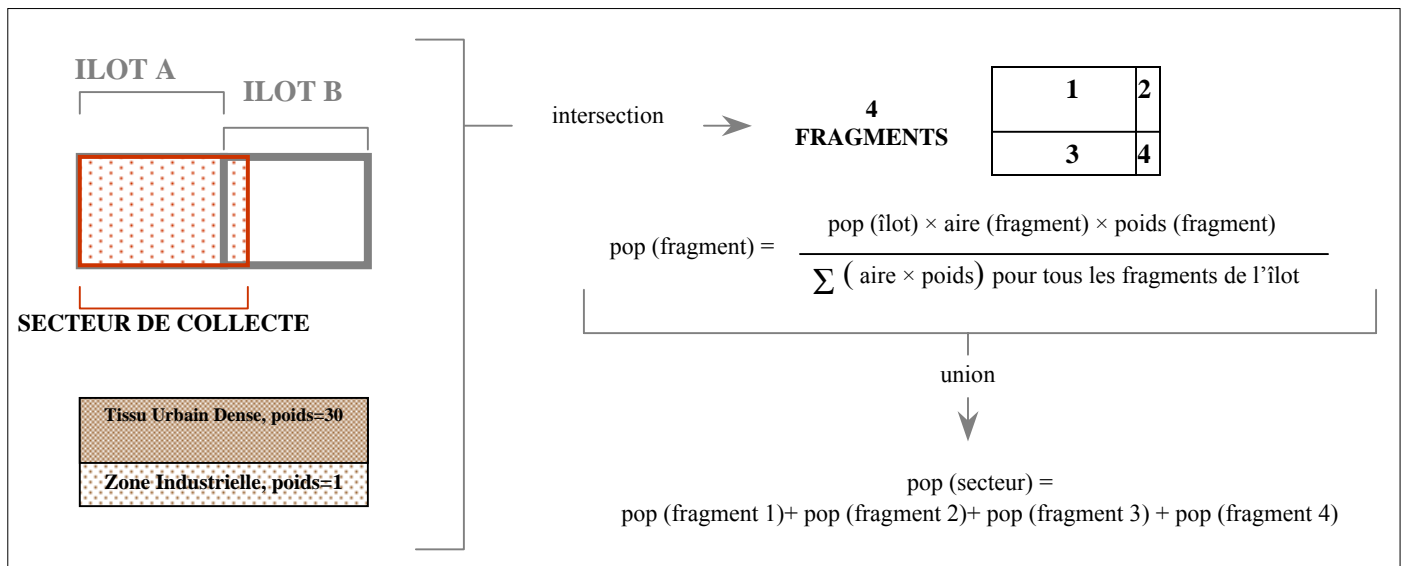 ILOT A
ILOT B
SECTEUR DE COLLECTE
Tissu Urbain Dense, poids=30
Zone Industrielle, poids=1
intersection
4
FRAGMENTS
1 2
3 4
pop (îlot) × aire (fragment) × poids (fragment)
pop (fragment) =
∑ ( aire × poids) pour tous les fragments de l’îlot
union
pop (secteur) =
pop (fragment 1)+ pop (fragment 2)+ pop (fragment 3) + pop (fragment 4)